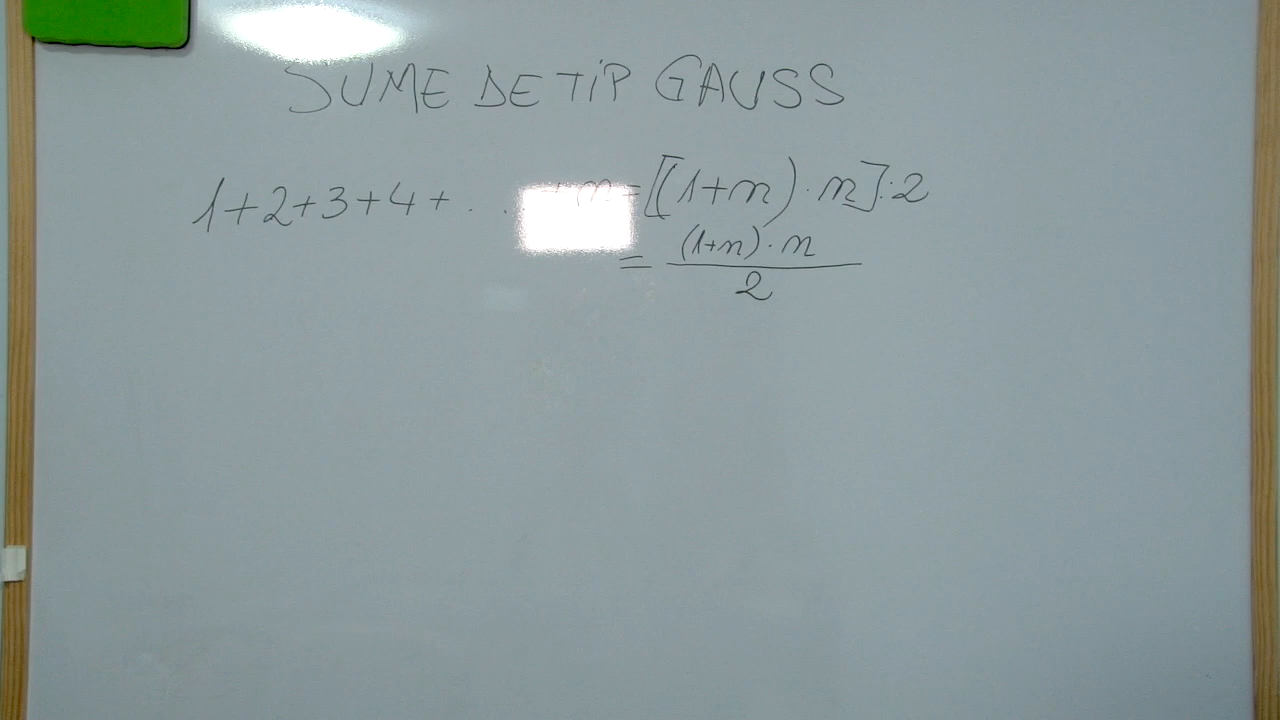 SUME DE TIP GAUSS
1+2+3+4+ . . . +n=[(1+n)·n]:2
= (1+n)·n / 2